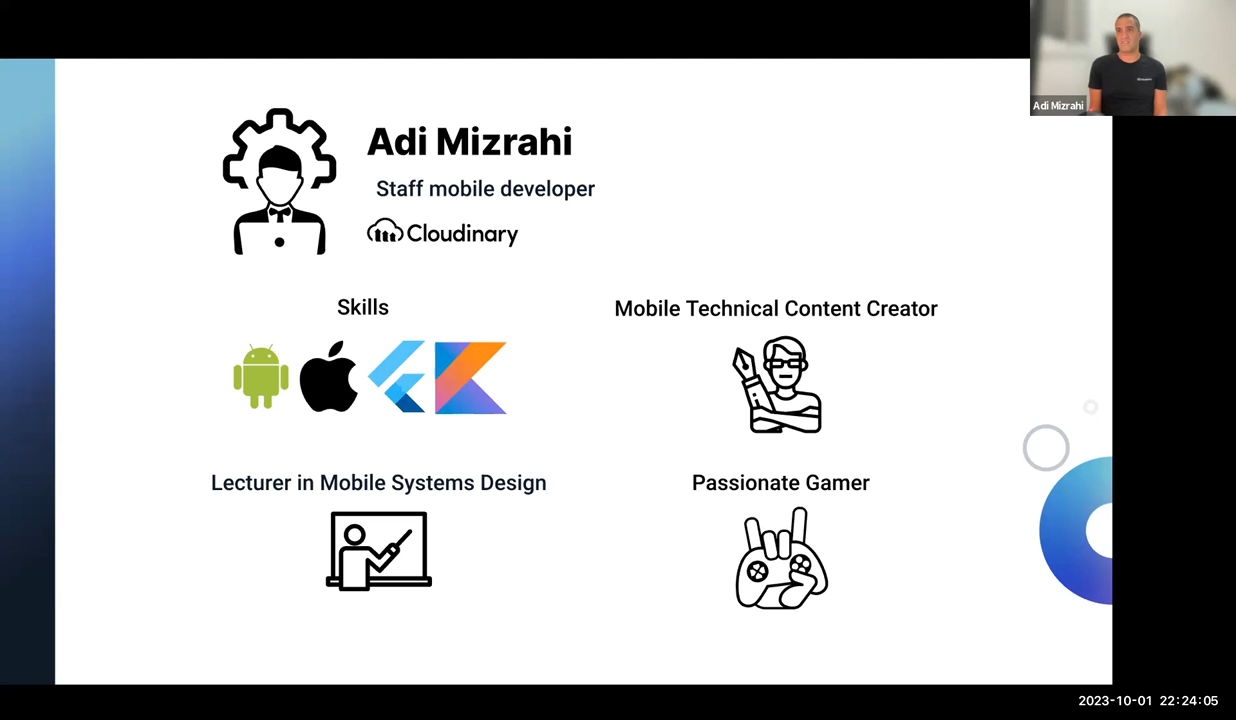 Adi Mizrahi
Adi Mizrahi
Staff mobile developer
Cloudinary
Skills
Mobile Technical Content Creator
Lecturer in Mobile Systems Design
Passionate Gamer
2023-10-01 22:24:05